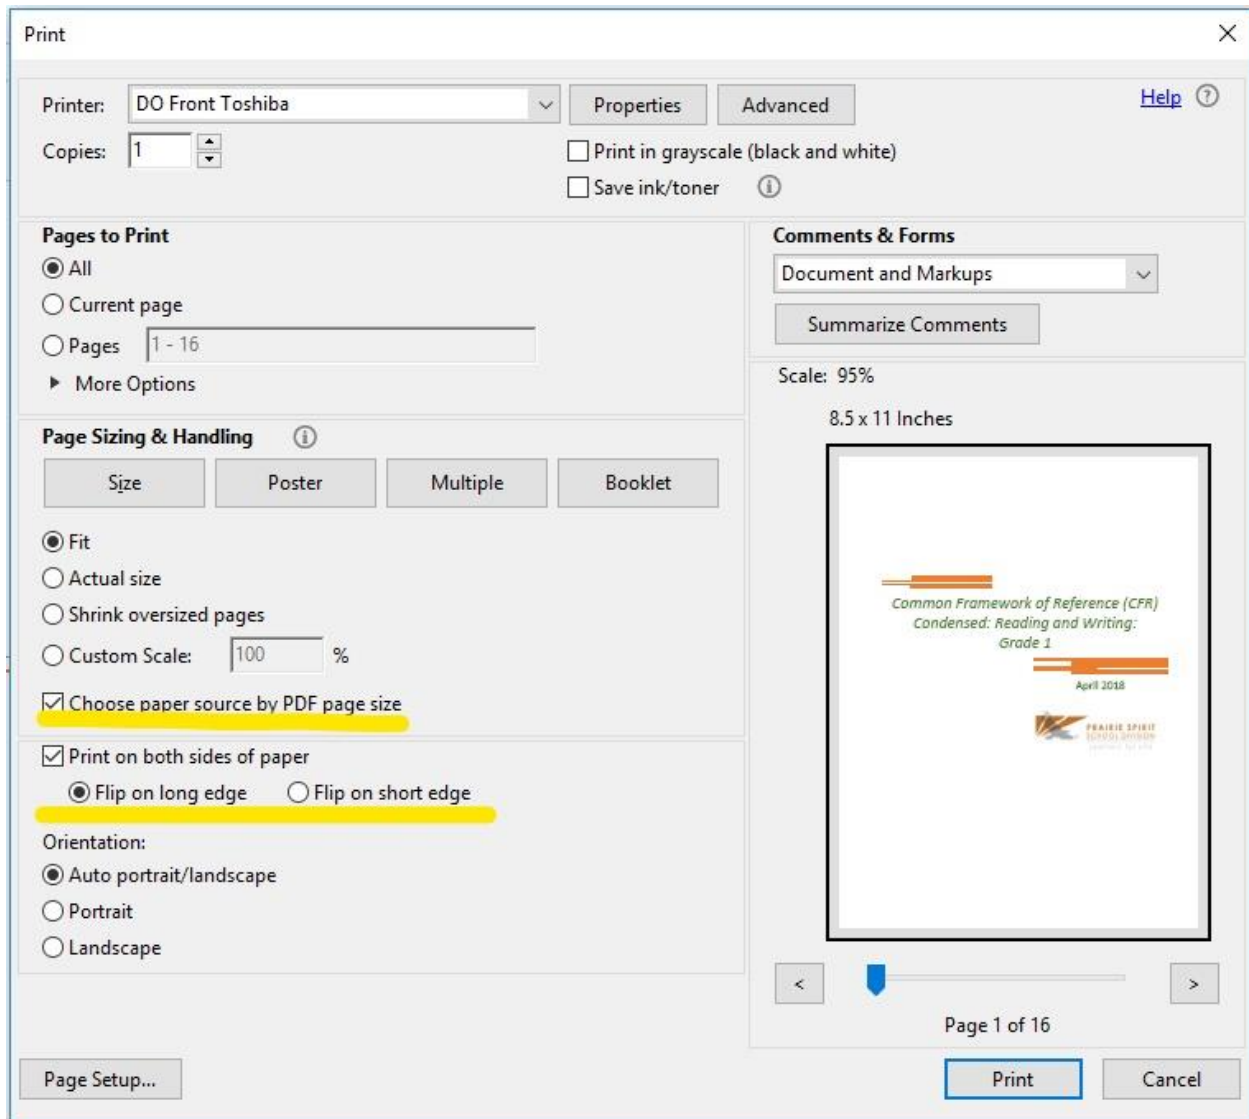 Print
Printer: DO Front Toshiba Properties Advanced Help
Copies: 1 Print in grayscale (black and white)
Save ink/toner
Pages to Print
All
Current page
Pages 1 - 16
More Options
Comments & Forms
Document and Markups
Summarize Comments
Page Sizing & Handling
Size Poster Multiple Booklet
Fit
Actual size
Shrink oversized pages
Custom Scale: 100 %
Choose paper source by PDF page size
Print on both sides of paper
Flip on long edge Flip on short edge
Orientation:
Auto portrait/landscape
Portrait
Landscape
Scale: 95%
8.5 x 11 Inches
Common Framework of Reference (CFR)
Condensed: Reading and Writing:
Grade 1
April 2018
PRAIRIE SPIRIT
SCHOOL DIVISION
< >
Page 1 of 16
Page Setup... Print Cancel